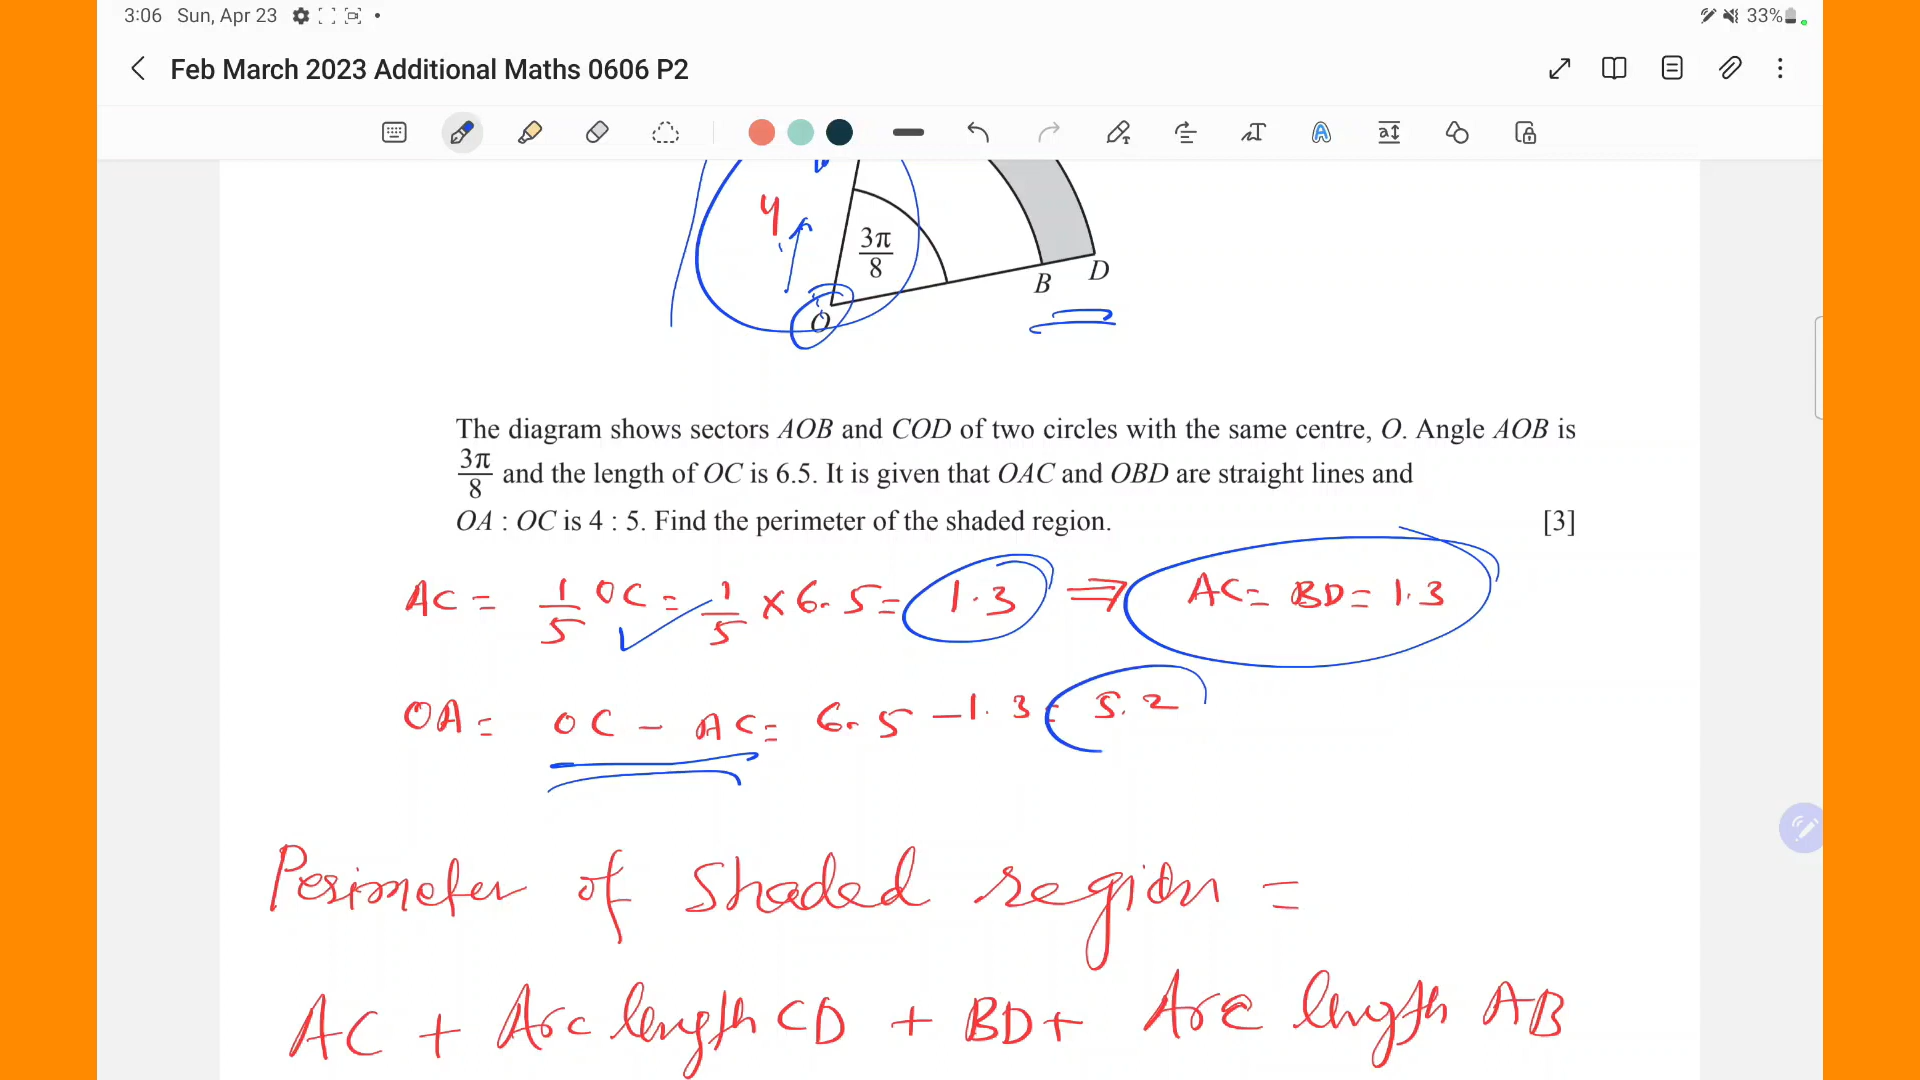 3:06 Sun, Apr 23 33%
Feb March 2023 Additional Maths 0606 P2
4
3π
8
B D
O
The diagram shows sectors AOB and COD of two circles with the same centre, O. Angle AOB is
3π/8 and the length of OC is 6.5. It is given that OAC and OBD are straight lines and
OA : OC is 4 : 5. Find the perimeter of the shaded region. [3]
AC = 1/5 OC = 1/5 × 6.5 = 1.3 ⇒ AC = BD = 1.3
OA = OC - AC = 6.5 - 1.3 = 5.2
Perimeter of Shaded region =
AC + Arc length CD + BD + Arc length AB